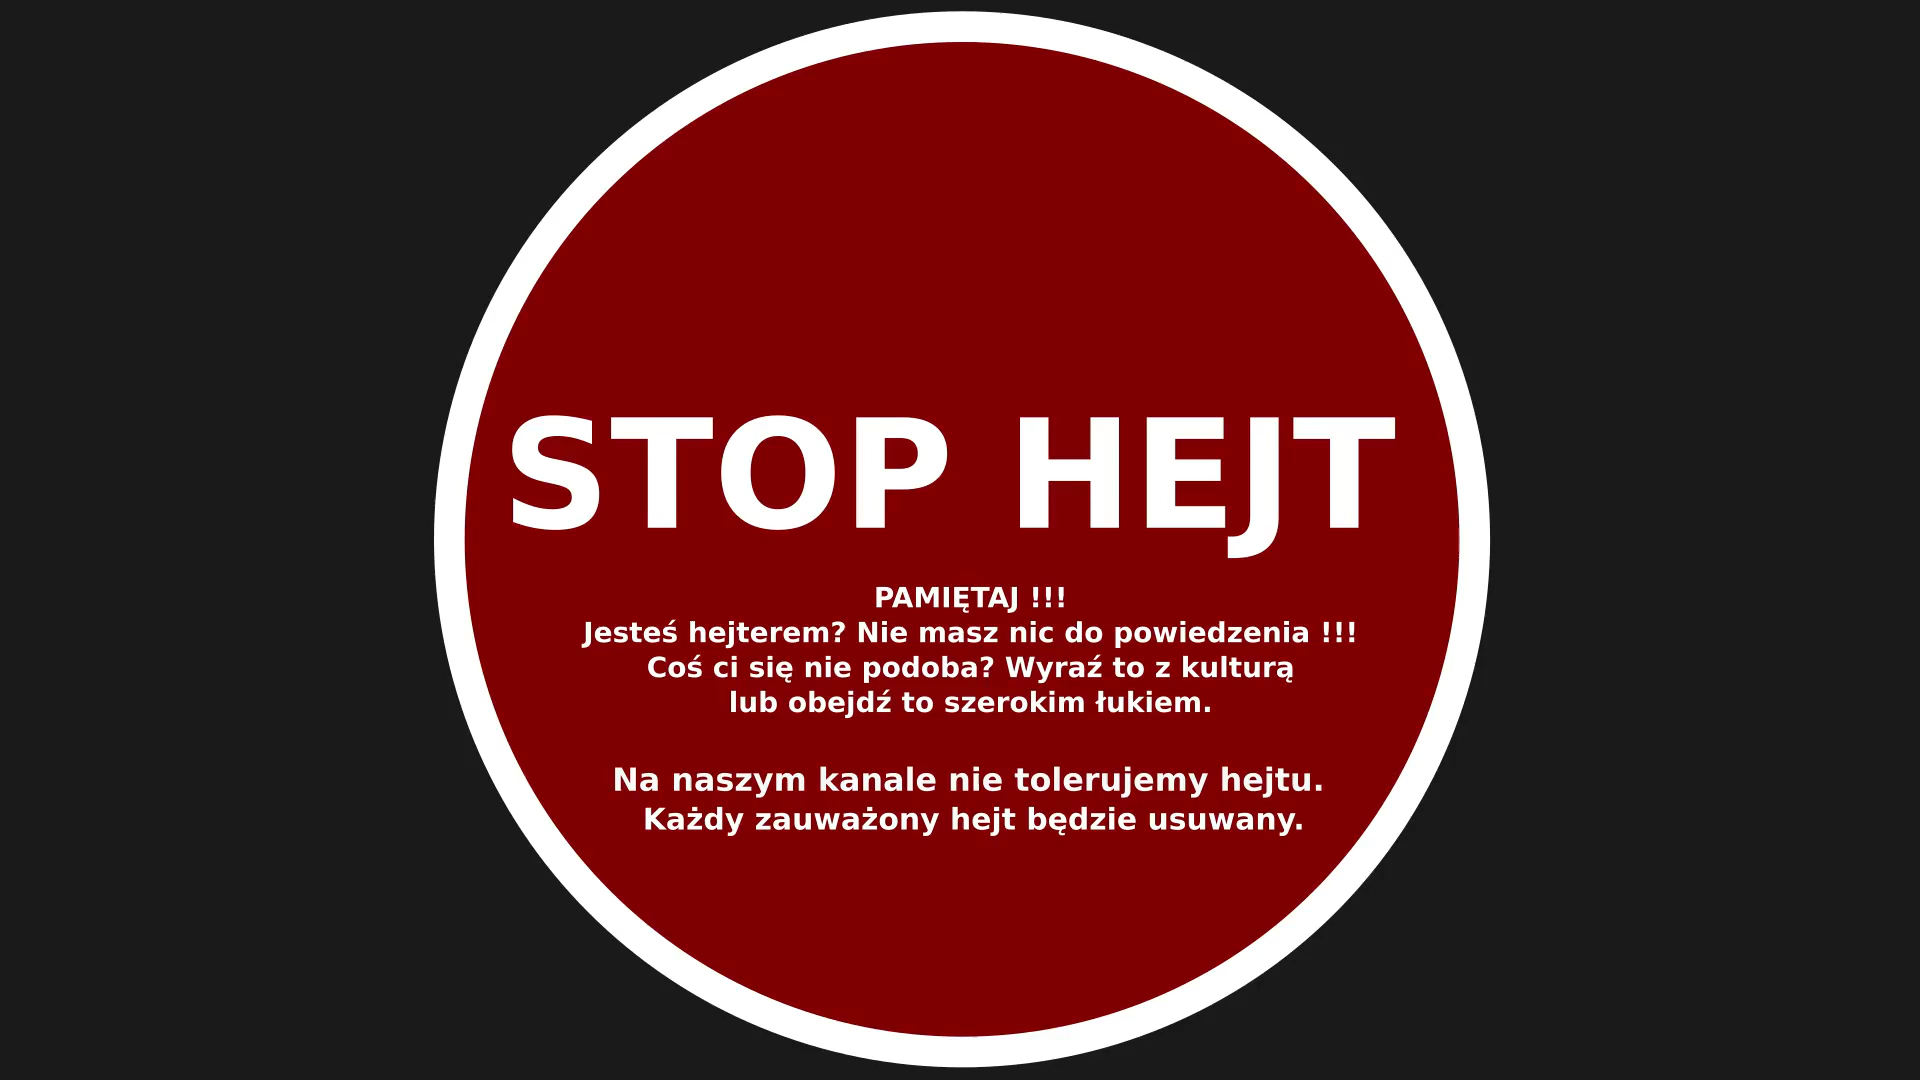 STOP HEJT
PAMIĘTAJ !!!
Jesteś hejterem? Nie masz nic do powiedzenia !!!
Coś ci się nie podoba? Wyraź to z kulturą
lub obejdź to szerokim łukiem.
Na naszym kanale nie tolerujemy hejtu.
Każdy zauważony hejt będzie usuwany.